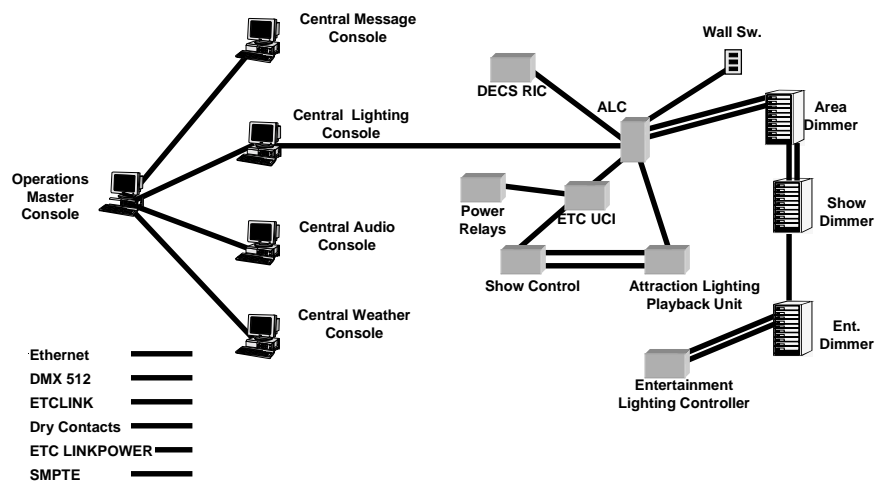 Central Message
Console
Wall Sw.
DECS RIC
ALC
Area
Dimmer
Central Lighting
Console
Operations
Master
Console
Power
Relays
ETC UCI
Show
Dimmer
Central Audio
Console
Show Control
Attraction Lighting
Playback Unit
Central Weather
Console
Ent.
Dimmer
Entertainment
Lighting Controller
Ethernet
DMX 512
ETCLINK
Dry Contacts
ETC LINKPOWER
SMPTE